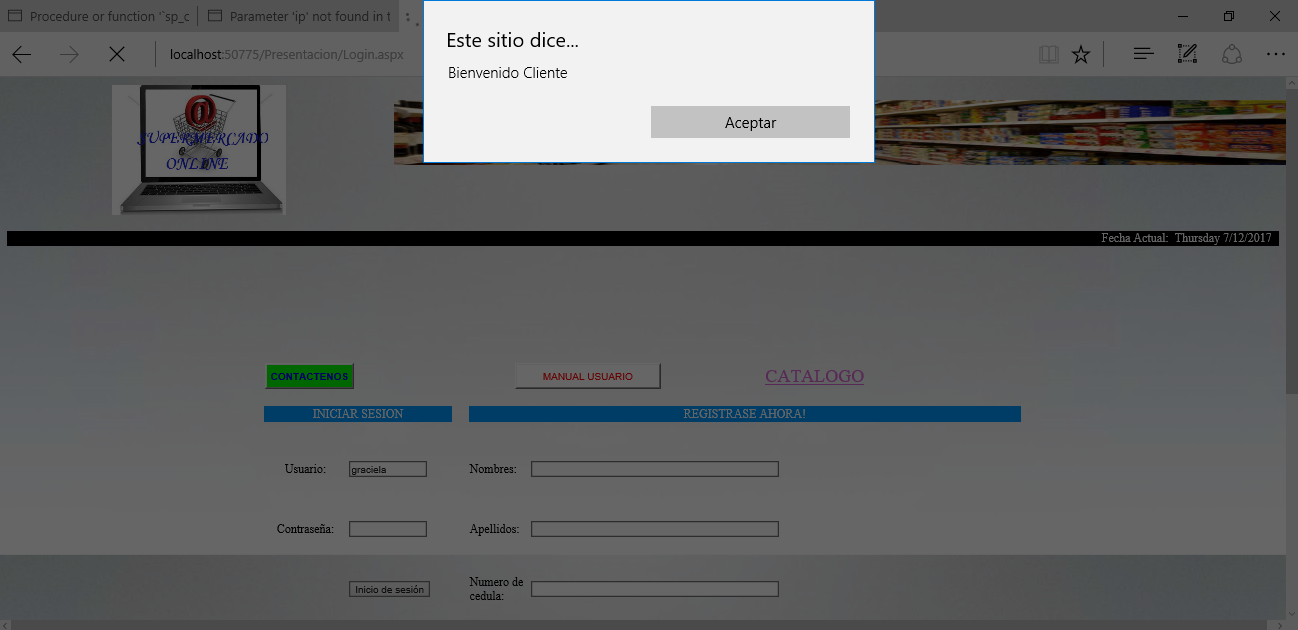 Procedure or function '`sp_c
Parameter 'ip' not found in t
localhost:50775/Presentacion/Login.aspx
Este sitio dice...
Bienvenido Cliente
Aceptar
@
SUPERMERCADO
ONLINE
Fecha Actual: Thursday 7/12/2017
CONTACTENOS
MANUAL USUARIO
CATALOGO
INICIAR SESION
REGISTRASE AHORA!
Usuario:
graciela
Nombres:
Contraseña:
Apellidos:
Inicio de sesión
Numero de
cedula: